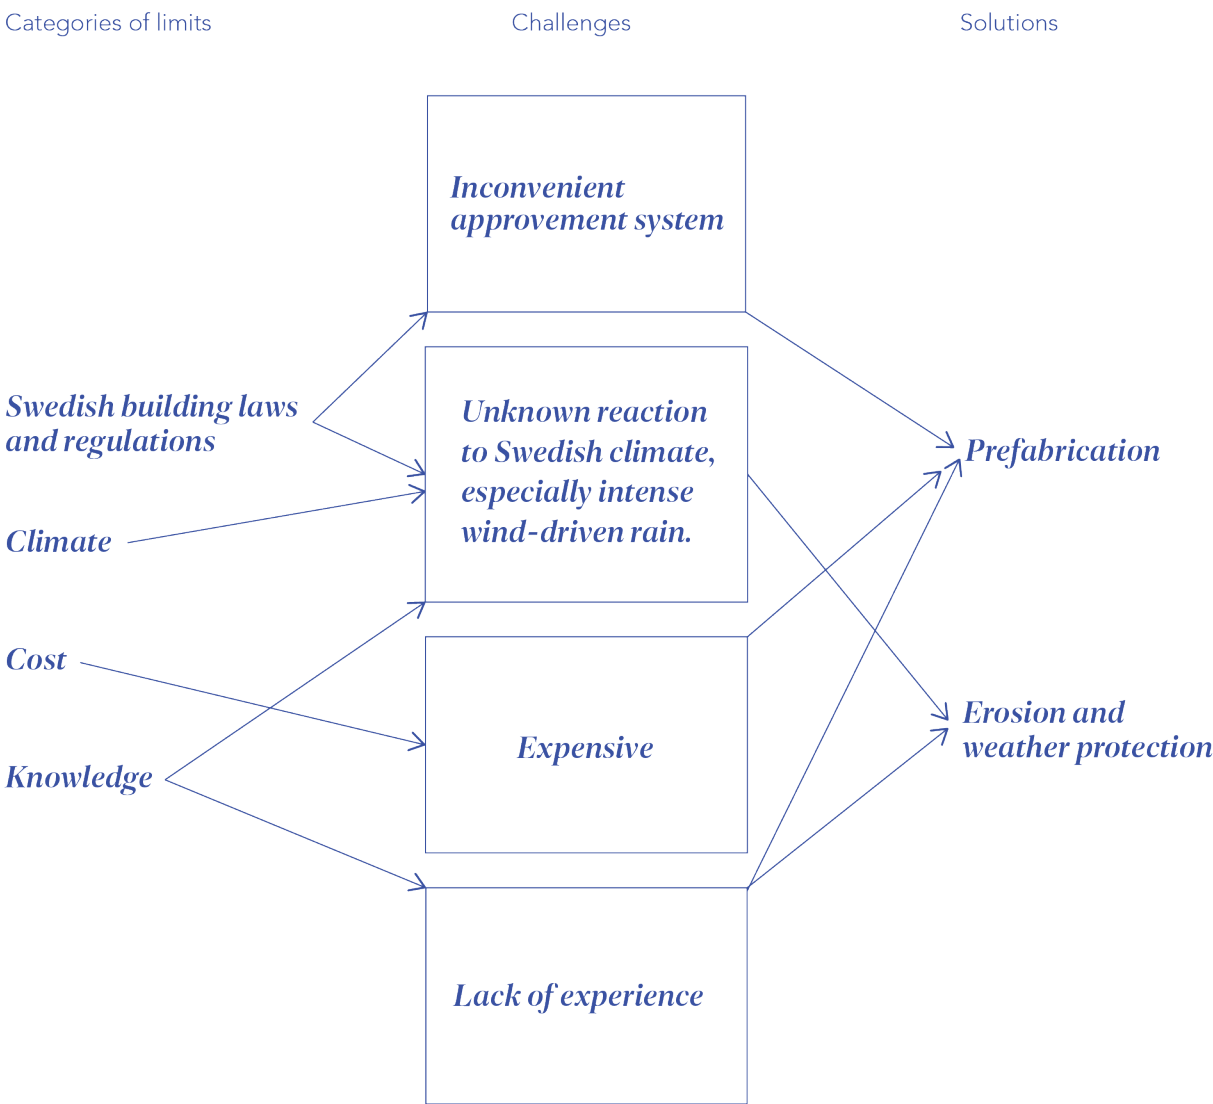 Categories of limits
Challenges
Solutions
Inconvenient
approvement system
Swedish building laws
and regulations
Climate
Cost
Knowledge
Unknown reaction
to Swedish climate,
especially intense
wind-driven rain.
Expensive
Lack of experience
Prefabrication
Erosion and
weather protection